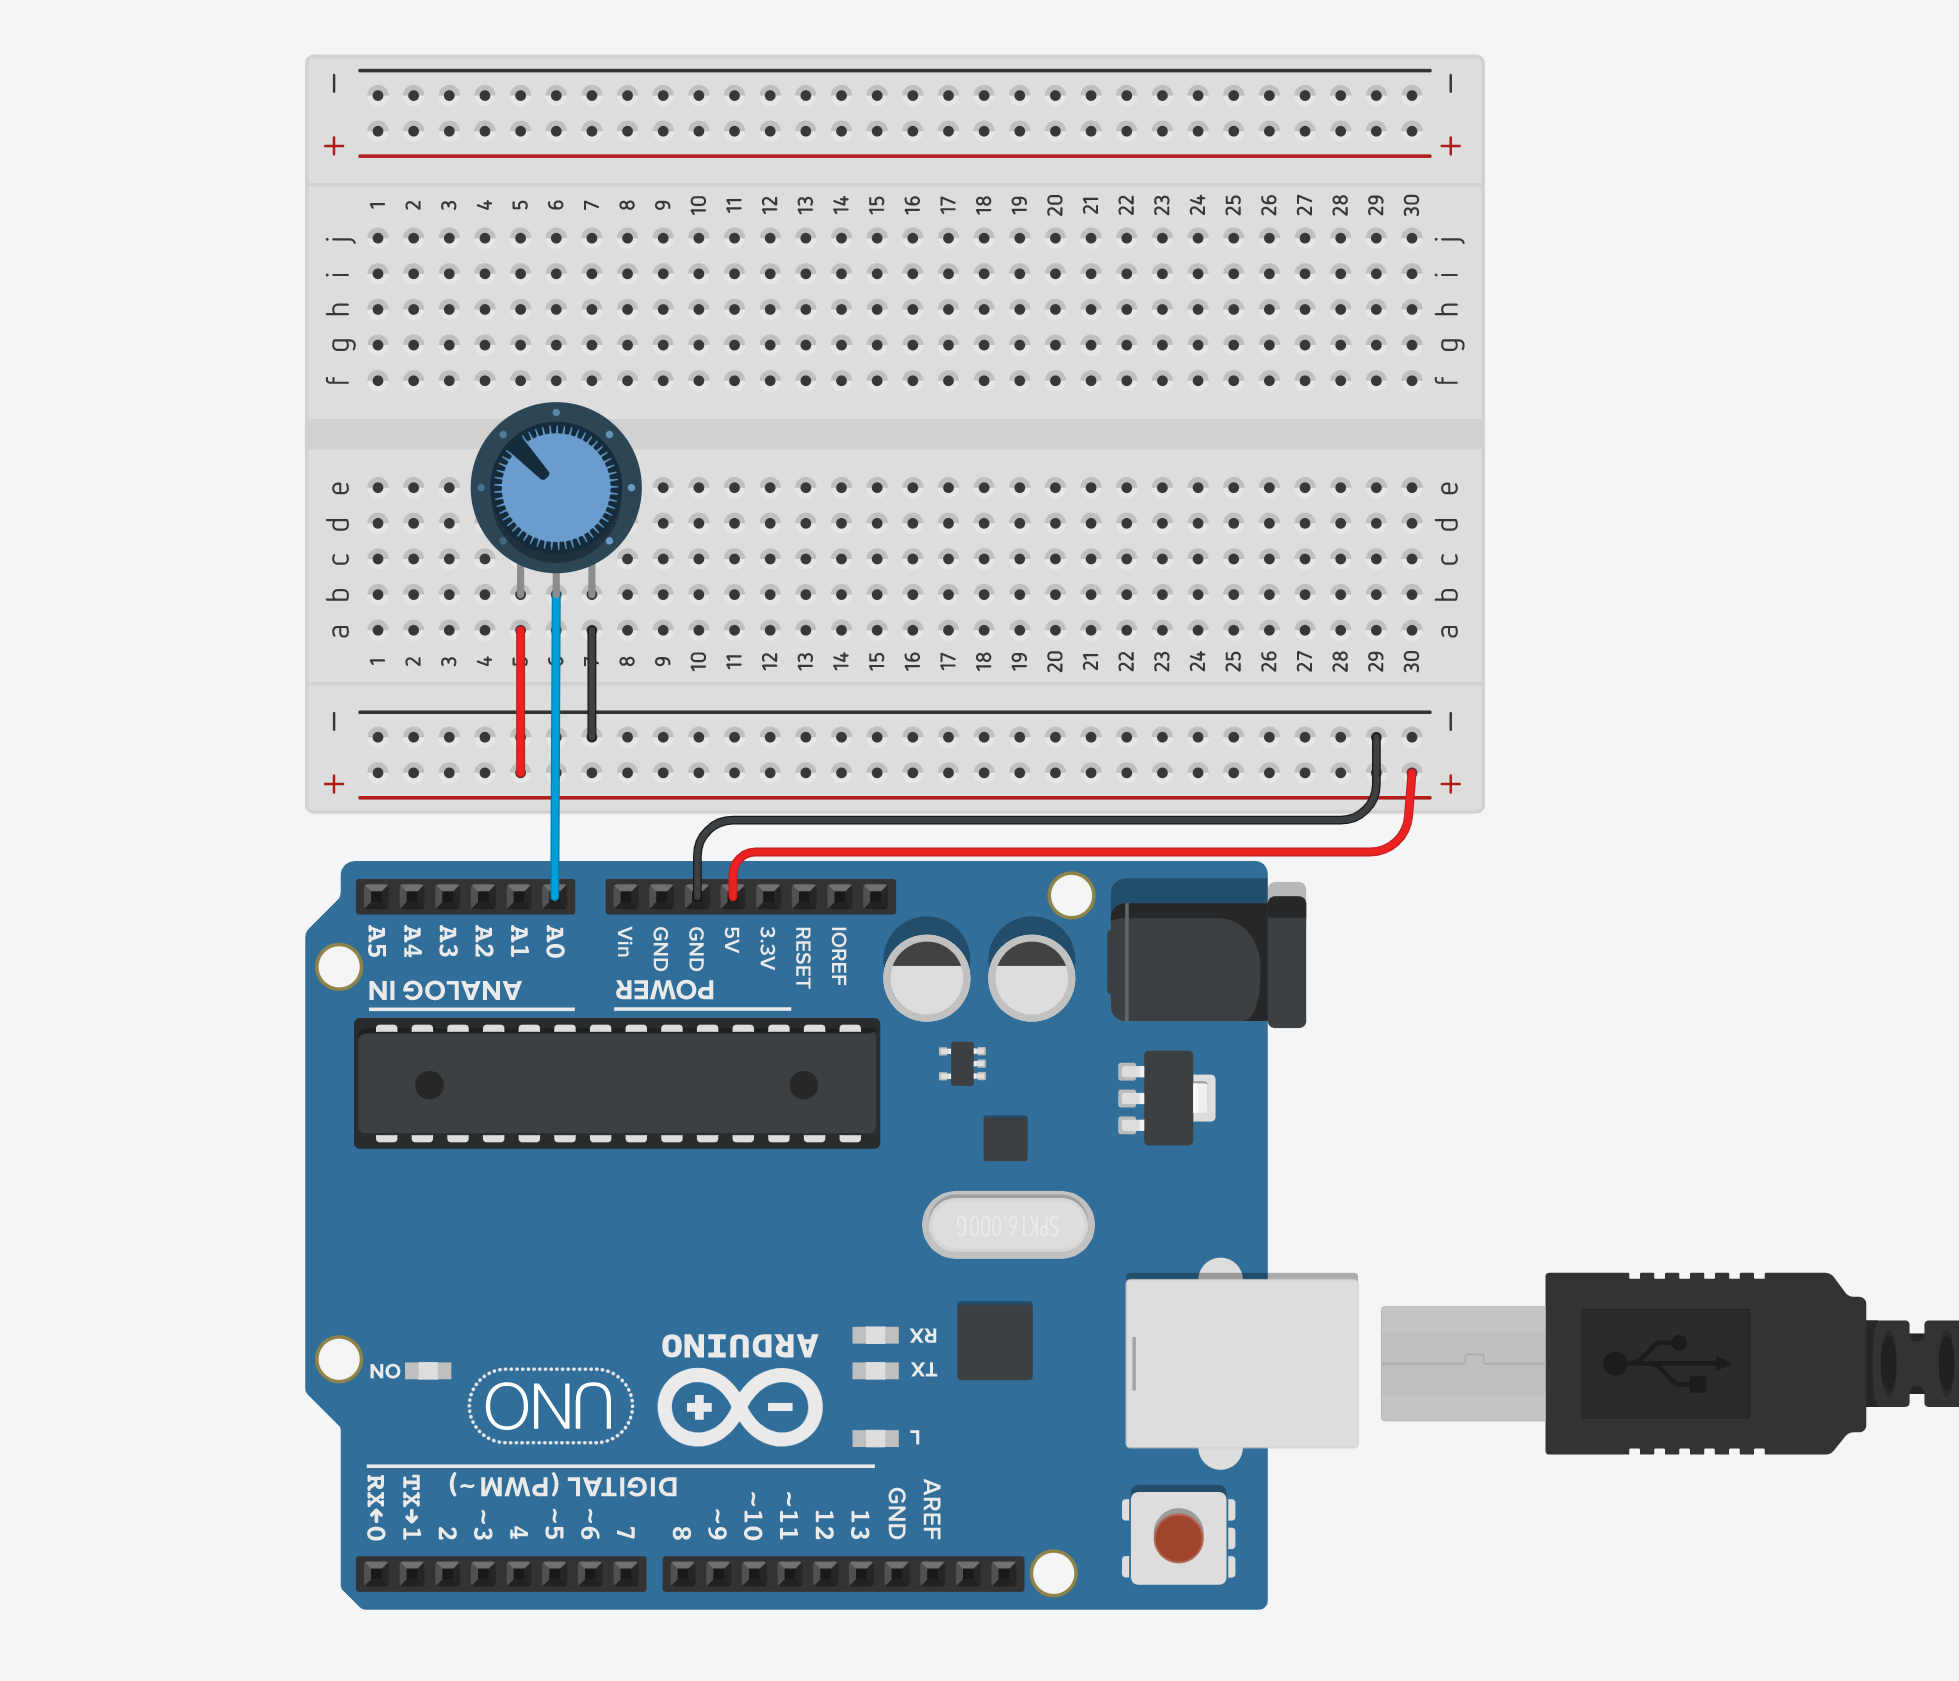 − −
+ +
1 2 3 4 5 6 7 8 9 10 11 12 13 14 15 16 17 18 19 20 21 22 23 24 25 26 27 28 29 30
j j
i i
h h
g g
f f
e e
d d
c c
b b
a a
1 2 3 4 5 6 7 8 9 10 11 12 13 14 15 16 17 18 19 20 21 22 23 24 25 26 27 28 29 30
− −
+ +
A5 A4 A3 A2 A1 A0 Vin GND GND 5V 3.3V RESET IOREF
ANALOG IN
POWER
SPK16.000G
ARDUINO
RX
TX
ON
UNO
+ −
L
DIGITAL (PWM ~)
RX←0 TX→1 2 ~3 4 ~5 ~6 7 8 ~9 ~10 ~11 12 13 GND AREF